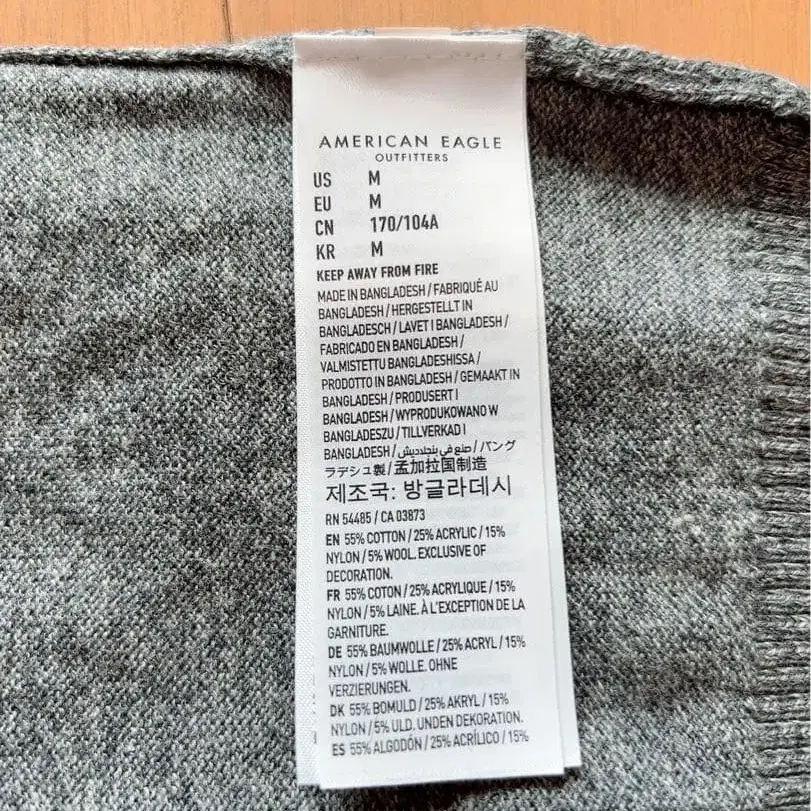 AMERICAN EAGLE
OUTFITTERS
US M
EU M
CN 170/104A
KR M
KEEP AWAY FROM FIRE
MADE IN BANGLADESH / FABRIQUÉ AU
BANGLADESH / HERGESTELLT IN
BANGLADESCH / LAVET I BANGLADESH /
FABRICADO EN BANGLADESH /
VALMISTETTU BANGLADESHISSA /
PRODOTTO IN BANGLADESH / GEMAAKT IN
BANGLADESH / PRODUSERT I
BANGLADESH / WYPRODUKOWANO W
BANGLADESZU / TILLVERKAD I
BANGLADESH / صنع في بنجلاديش / バング
ラデシュ製 / 孟加拉国制造
제조국: 방글라데시
RN 54485 / CA 03873
EN 55% COTTON / 25% ACRYLIC / 15%
NYLON / 5% WOOL. EXCLUSIVE OF
DECORATION.
FR 55% COTON / 25% ACRYLIQUE / 15%
NYLON / 5% LAINE. À L'EXCEPTION DE LA
GARNITURE.
DE 55% BAUMWOLLE / 25% ACRYL / 15%
NYLON / 5% WOLLE. OHNE
VERZIERUNGEN.
DK 55% BOMULD / 25% AKRYL / 15%
NYLON / 5% ULD. UNDEN DEKORATION.
ES 55% ALGODÓN / 25% ACRÍLICO / 15%